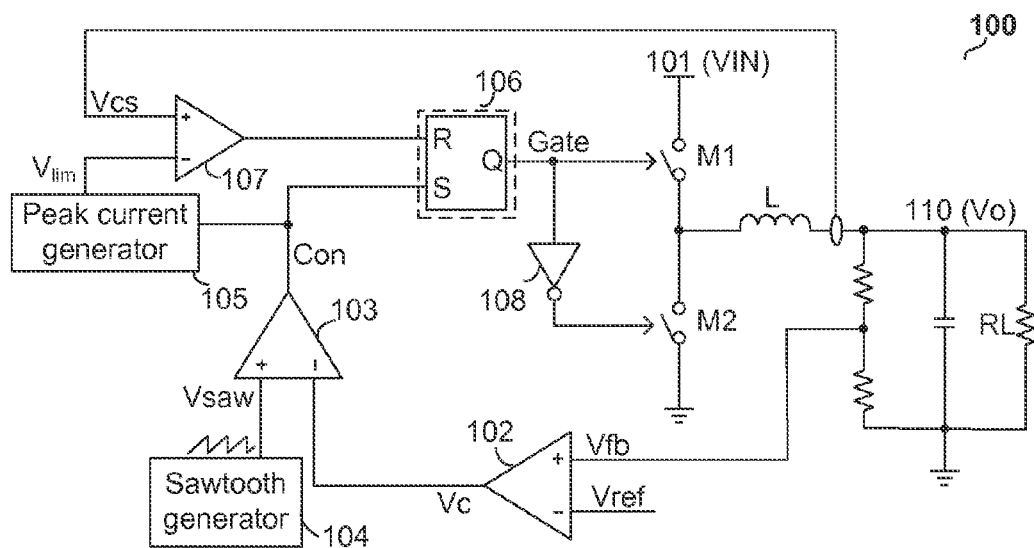 100
101 (VIN)
106
Vcs
+
R
Gate
M1
Vlim
-
Q
107
S
L
110 (Vo)
Peak current
generator
Con
105
108
103
M2
RL
+ -
Vsaw
102
+
Vfb
Sawtooth
generator
Vc
-
Vref
104